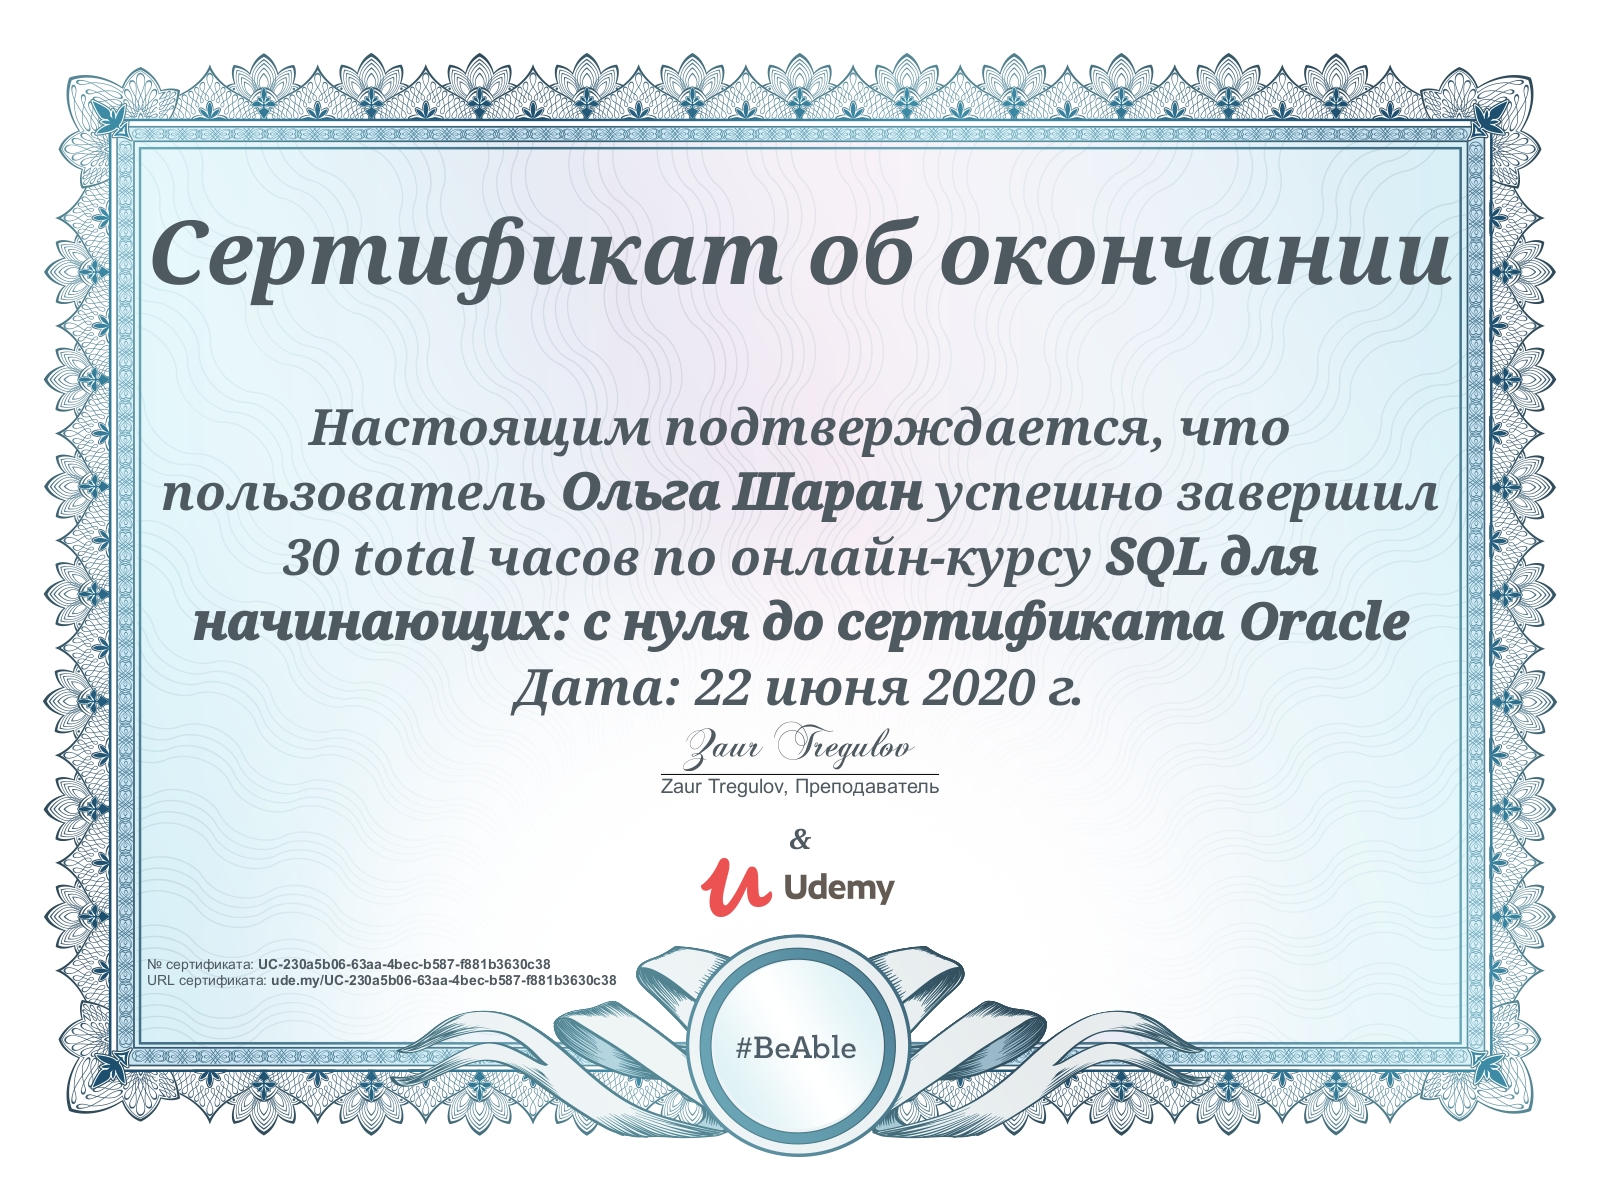 Сертификат об окончании
Настоящим подтверждается, что
пользователь Ольга Шаран успешно завершил
30 total часов по онлайн-курсу SQL для
начинающих: с нуля до сертификата Oracle
Дата: 22 июня 2020 г.
Zaur Tregulov
Zaur Tregulov, Преподаватель
&
Udemy
№ сертификата: UC-230a5b06-63aa-4bec-b587-f881b3630c38
URL сертификата: ude.my/UC-230a5b06-63aa-4bec-b587-f881b3630c38
#BeAble